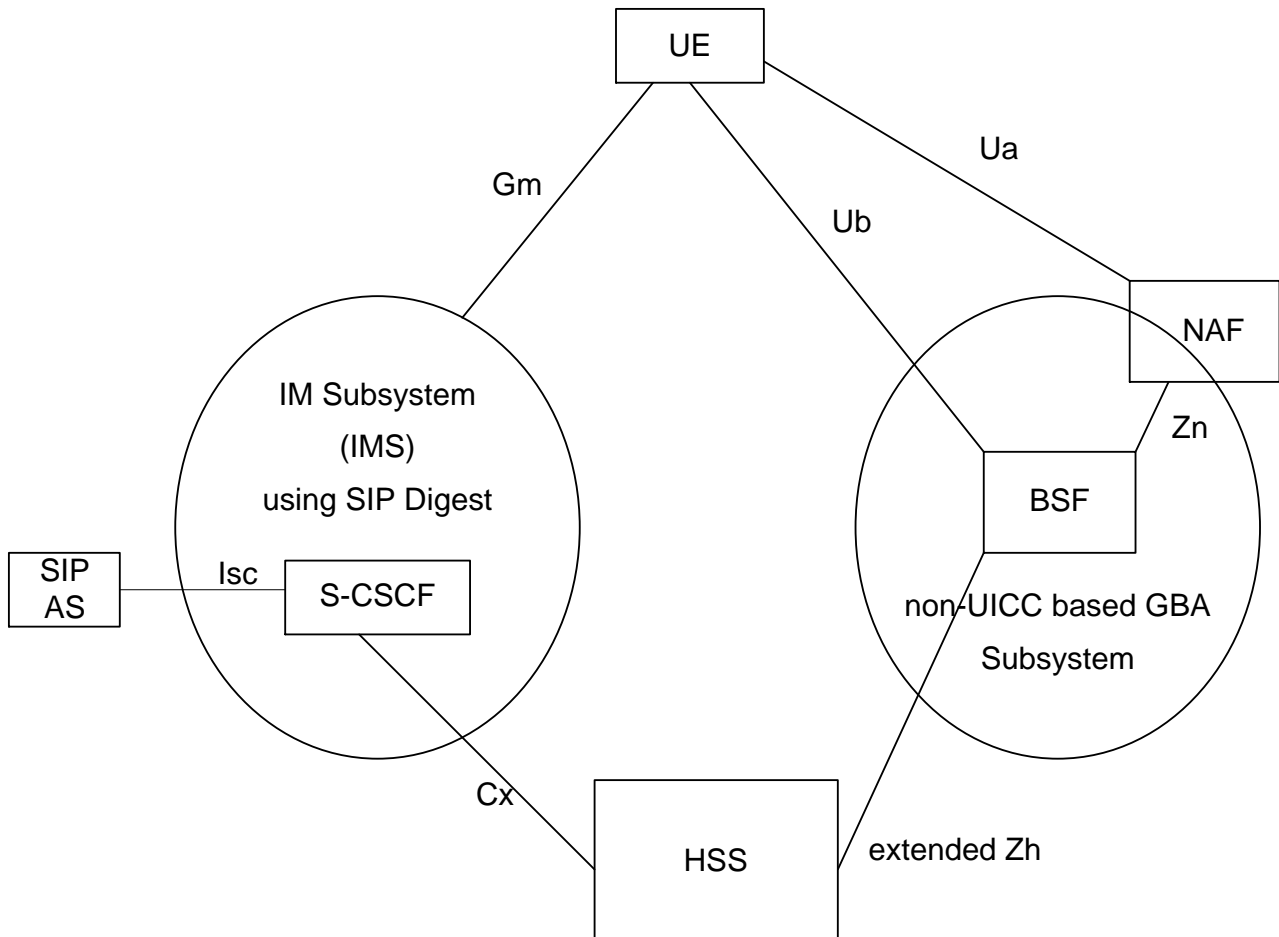 UE
Ua
Gm
Ub
NAF
IM Subsystem
(IMS)
using SIP Digest
Zn
BSF
SIP
AS
Isc
S-CSCF
non-UICC based GBA
Subsystem
Cx
HSS
extended Zh